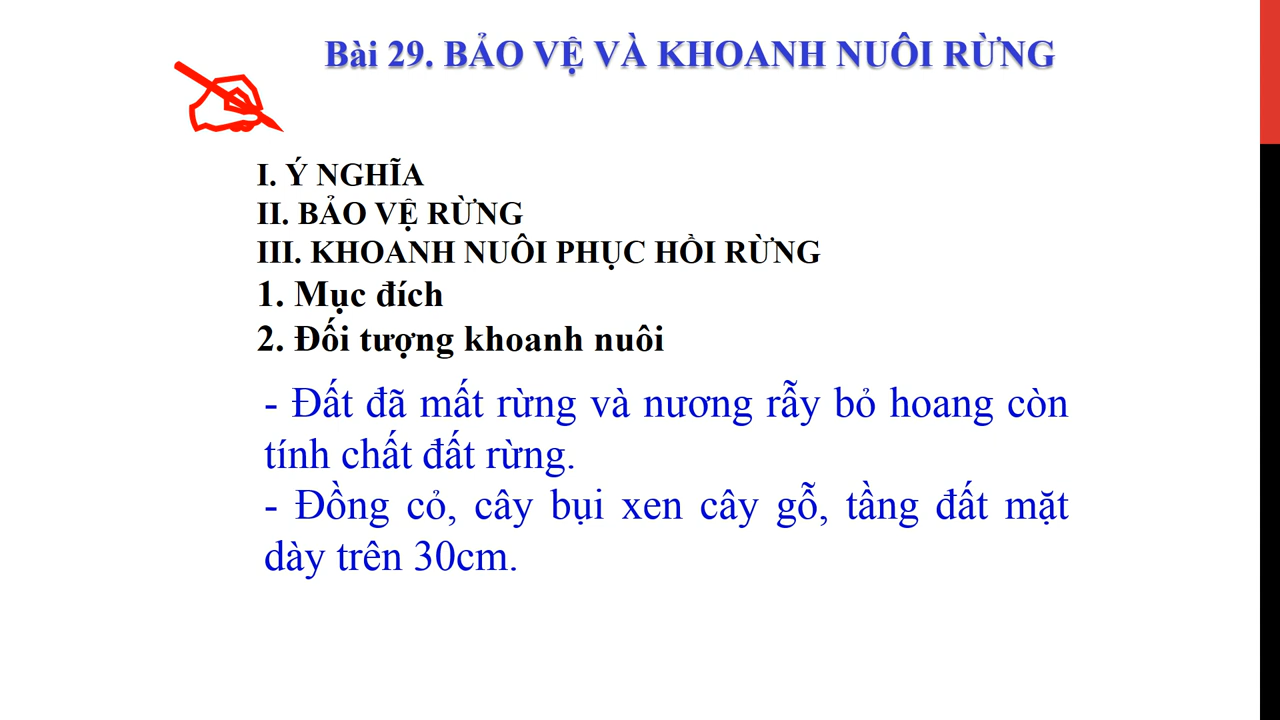 Bài 29. BẢO VỆ VÀ KHOANH NUÔI RỪNG
I. Ý NGHĨA
II. BẢO VỆ RỪNG
III. KHOANH NUÔI PHỤC HỒI RỪNG
1. Mục đích
2. Đối tượng khoanh nuôi
- Đất đã mất rừng và nương rẫy bỏ hoang còn
tính chất đất rừng.
- Đồng cỏ, cây bụi xen cây gỗ, tầng đất mặt
dày trên 30cm.